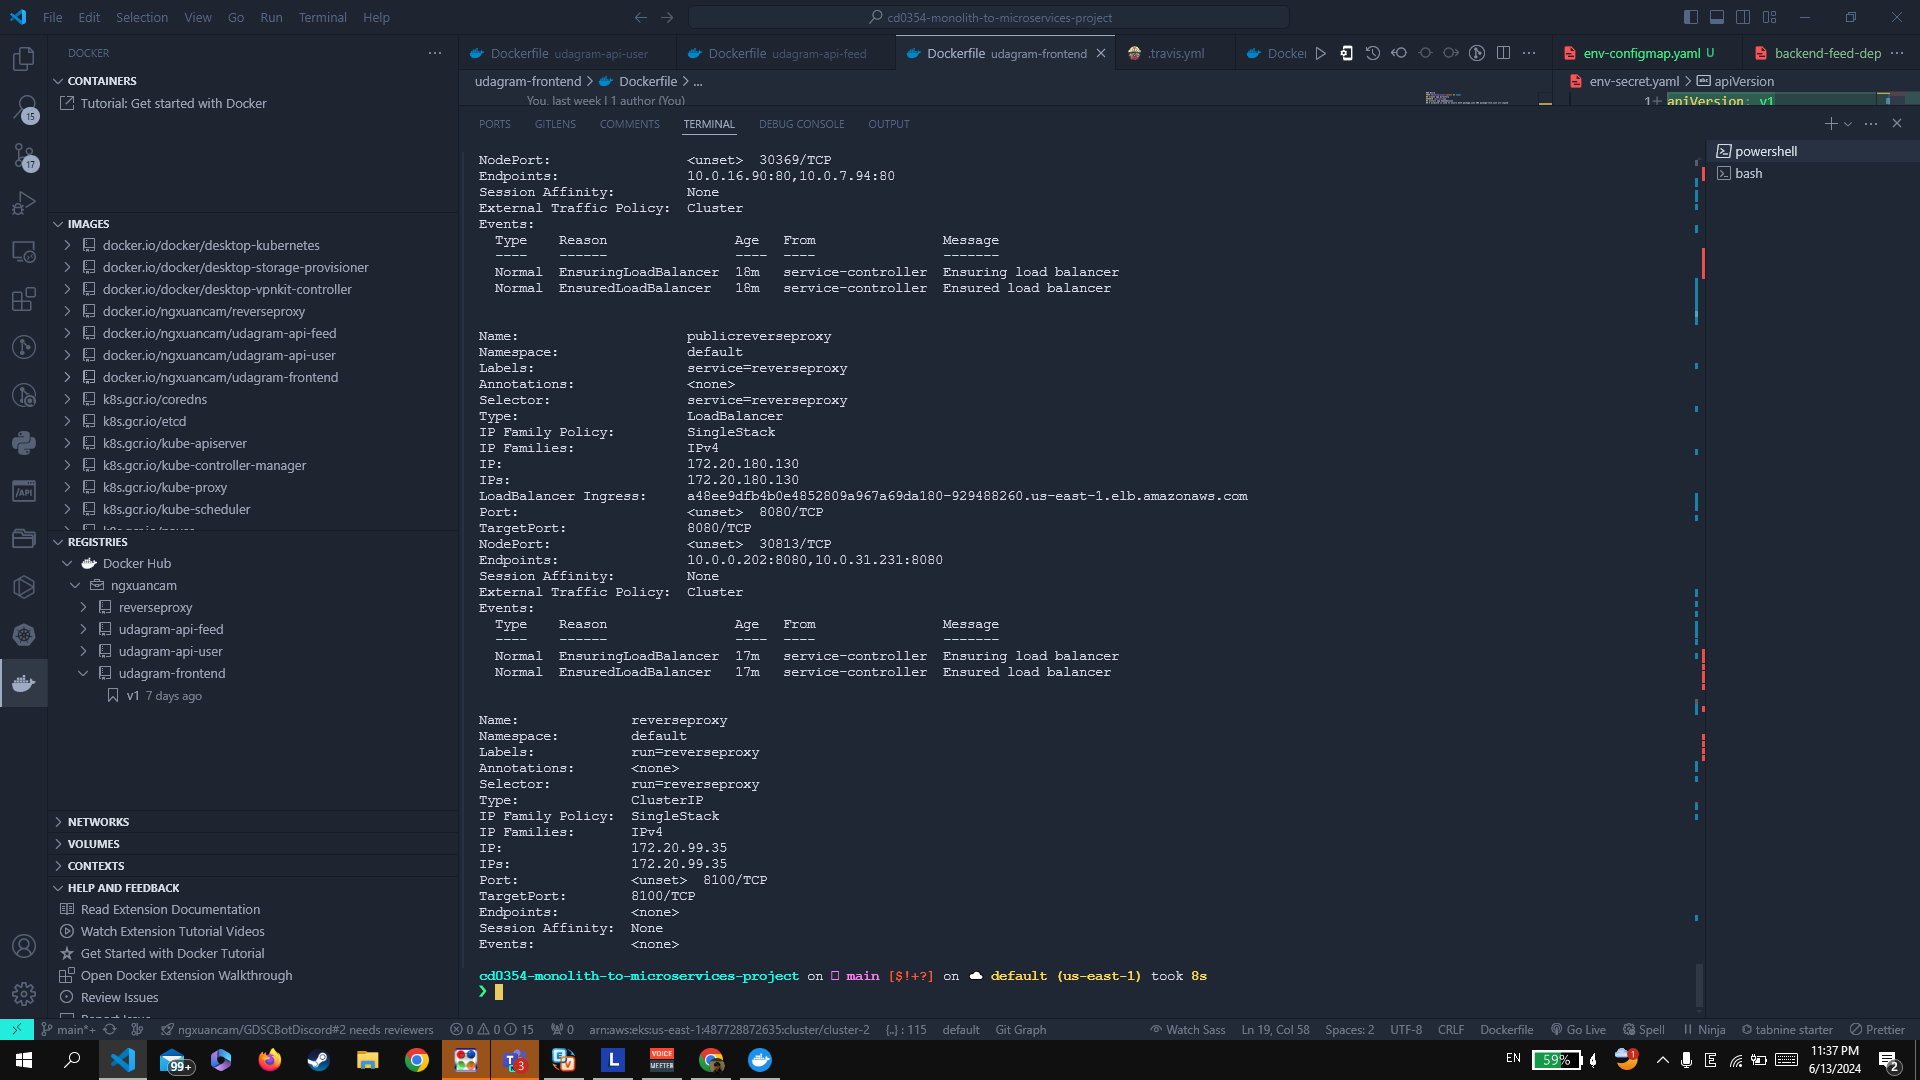 File Edit Selection View Go Run Terminal Help
cd0354-monolith-to-microservices-project
DOCKER
CONTAINERS
Tutorial: Get started with Docker
15
17
IMAGES
docker.io/docker/desktop-kubernetes
docker.io/docker/desktop-storage-provisioner
docker.io/docker/desktop-vpnkit-controller
docker.io/ngxuancam/reverseproxy
docker.io/ngxuancam/udagram-api-feed
docker.io/ngxuancam/udagram-api-user
docker.io/ngxuancam/udagram-frontend
k8s.gcr.io/coredns
k8s.gcr.io/etcd
k8s.gcr.io/kube-apiserver
k8s.gcr.io/kube-controller-manager
k8s.gcr.io/kube-proxy
k8s.gcr.io/kube-scheduler
REGISTRIES
Docker Hub
ngxuancam
reverseproxy
udagram-api-feed
udagram-api-user
udagram-frontend
v1 7 days ago
NETWORKS
VOLUMES
CONTEXTS
HELP AND FEEDBACK
Read Extension Documentation
Watch Extension Tutorial Videos
Get Started with Docker Tutorial
Open Docker Extension Walkthrough
Review Issues
Dockerfile udagram-api-user
Dockerfile udagram-api-feed
Dockerfile udagram-frontend
.travis.yml
Docker
env-configmap.yaml U
backend-feed-dep
udagram-frontend > Dockerfile > ...
env-secret.yaml > apiVersion
You, last week | 1 author (You)
1 apiVersion: v1
PORTS GITLENS COMMENTS TERMINAL DEBUG CONSOLE OUTPUT
powershell
bash
NodePort: <unset> 30369/TCP
Endpoints: 10.0.16.90:80,10.0.7.94:80
Session Affinity: None
External Traffic Policy: Cluster
Events:
Type Reason Age From Message
---- ------ ---- ---- -------
Normal EnsuringLoadBalancer 18m service-controller Ensuring load balancer
Normal EnsuredLoadBalancer 18m service-controller Ensured load balancer
Name: publicreverseproxy
Namespace: default
Labels: service=reverseproxy
Annotations: <none>
Selector: service=reverseproxy
Type: LoadBalancer
IP Family Policy: SingleStack
IP Families: IPv4
IP: 172.20.180.130
IPs: 172.20.180.130
LoadBalancer Ingress: a48ee9dfb4b0e4852809a967a69da180-929488260.us-east-1.elb.amazonaws.com
Port: <unset> 8080/TCP
TargetPort: 8080/TCP
NodePort: <unset> 30813/TCP
Endpoints: 10.0.0.202:8080,10.0.31.231:8080
Session Affinity: None
External Traffic Policy: Cluster
Events:
Type Reason Age From Message
---- ------ ---- ---- -------
Normal EnsuringLoadBalancer 17m service-controller Ensuring load balancer
Normal EnsuredLoadBalancer 17m service-controller Ensured load balancer
Name: reverseproxy
Namespace: default
Labels: run=reverseproxy
Annotations: <none>
Selector: run=reverseproxy
Type: ClusterIP
IP Family Policy: SingleStack
IP Families: IPv4
IP: 172.20.99.35
IPs: 172.20.99.35
Port: <unset> 8100/TCP
TargetPort: 8100/TCP
Endpoints: <none>
Session Affinity: None
Events: <none>
cd0354-monolith-to-microservices-project on main [$!+?] on default (us-east-1) took 8s
main*+ ngxuancam/GDSCBotDiscord#2 needs reviewers 0 0 15 0 arn:aws:eks:us-east-1:487728872635:cluster/cluster-2 {..} : 115 default Git Graph
Watch Sass Ln 19, Col 58 Spaces: 2 UTF-8 CRLF Dockerfile Go Live Spell Ninja tabnine starter Prettier
99+
3
L
VOICE MEETER
EN 59% 1
11:37 PM
6/13/2024
2